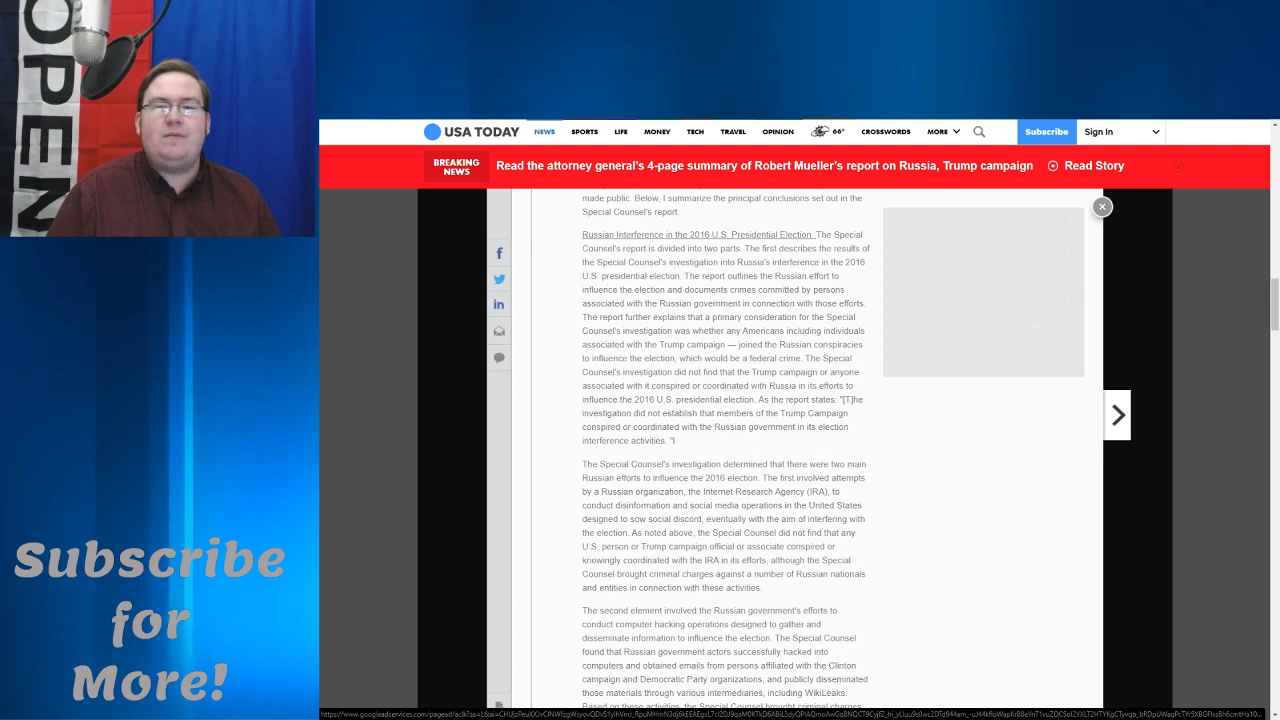 OPEN
Subscribe
for
More!
USA TODAY NEWS SPORTS LIFE MONEY TECH TRAVEL OPINION 66° CROSSWORDS MORE Subscribe Sign In
BREAKING
NEWS
Read the attorney general's 4-page summary of Robert Mueller's report on Russia, Trump campaign Read Story
made public. Below, I summarize the principal conclusions set out in the
Special Counsel's report.
Russian Interference in the 2016 U.S. Presidential Election. The Special
Counsel's report is divided into two parts. The first describes the results of
the Special Counsel's investigation into Russia's interference in the 2016
U.S. presidential election. The report outlines the Russian effort to
influence the election and documents crimes committed by persons
associated with the Russian government in connection with those efforts.
The report further explains that a primary consideration for the Special
Counsel's investigation was whether any Americans including individuals
associated with the Trump campaign — joined the Russian conspiracies
to influence the election, which would be a federal crime. The Special
Counsel's investigation did not find that the Trump campaign or anyone
associated with it conspired or coordinated with Russia in its efforts to
influence the 2016 U.S. presidential election. As the report states: "[T]he
investigation did not establish that members of the Trump Campaign
conspired or coordinated with the Russian government in its election
interference activities. "I
The Special Counsel's investigation determined that there were two main
Russian efforts to influence the 2016 election. The first involved attempts
by a Russian organization, the Internet Research Agency (IRA), to
conduct disinformation and social media operations in the United States
designed to sow social discord, eventually with the aim of interfering with
the election. As noted above, the Special Counsel did not find that any
U.S. person or Trump campaign official or associate conspired or
knowingly coordinated with the IRA in its efforts, although the Special
Counsel brought criminal charges against a number of Russian nationals
and entities in connection with these activities.
The second element involved the Russian government's efforts to
conduct computer hacking operations designed to gather and
disseminate information to influence the election. The Special Counsel
found that Russian government actors successfully hacked into
computers and obtained emails from persons affiliated with the Clinton
campaign and Democratic Party organizations, and publicly disseminated
those materials through various intermediaries, including WikiLeaks.
Based on these activities, the Special Counsel brought criminal charges